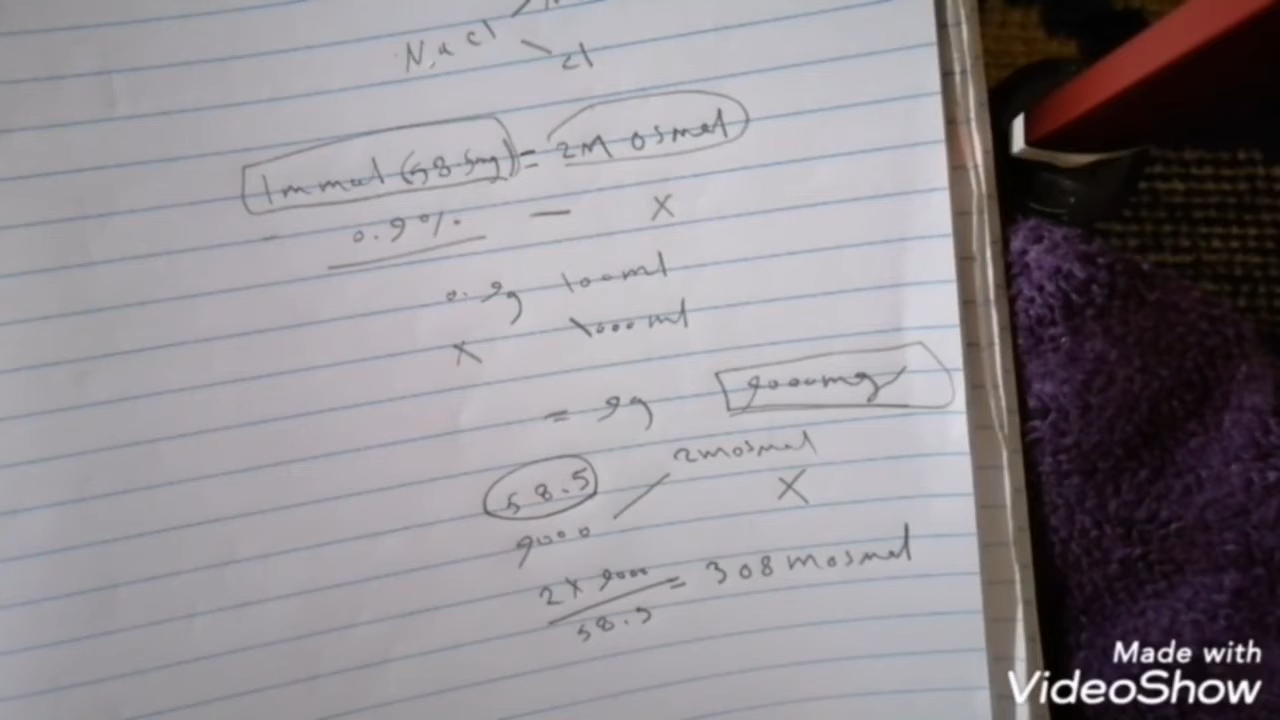 NaCl
cl
1mmol (58.5mg) = 2M osmol
0.9% — X
0.9g 100ml
X 1000ml
= 9g 9000mg
58.5 2mosmol
9000 X
2 X 9000 = 308 mosmol
58.5
Made with
VideoShow